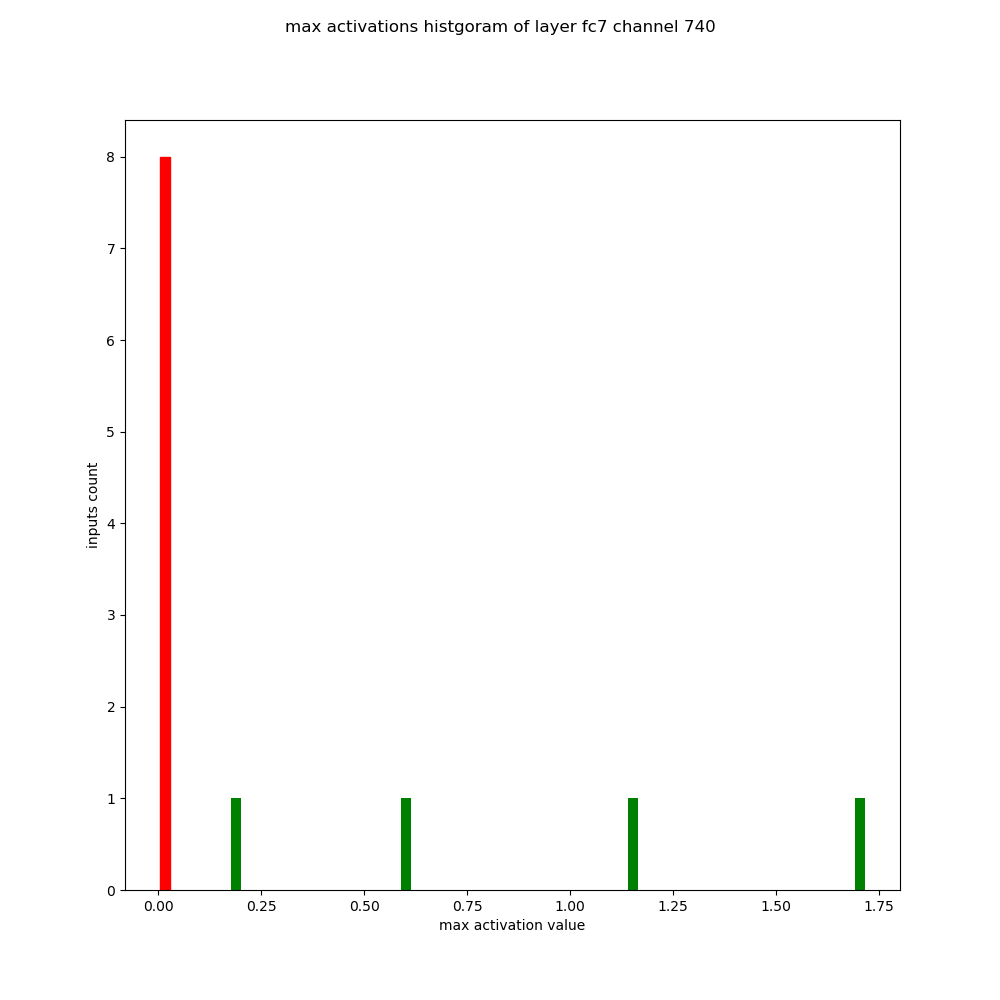 max activations histgoram of layer fc7 channel 740
8
7
6
5
4
3
2
1
0
inputs count
0.00 0.25 0.50 0.75 1.00 1.25 1.50 1.75
max activation value